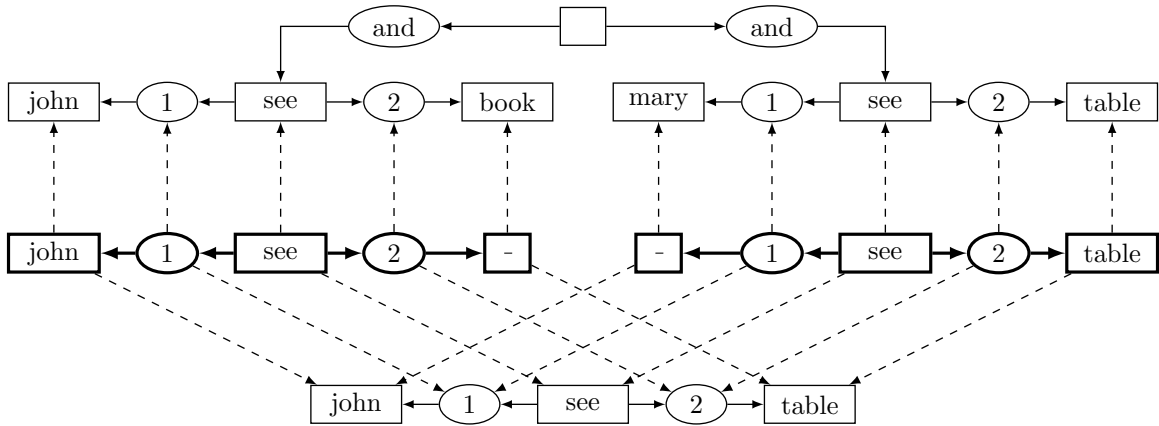 and and
john 1 see 2 book mary 1 see 2 table
john 1 see 2 - - 1 see 2 table
john 1 see 2 table